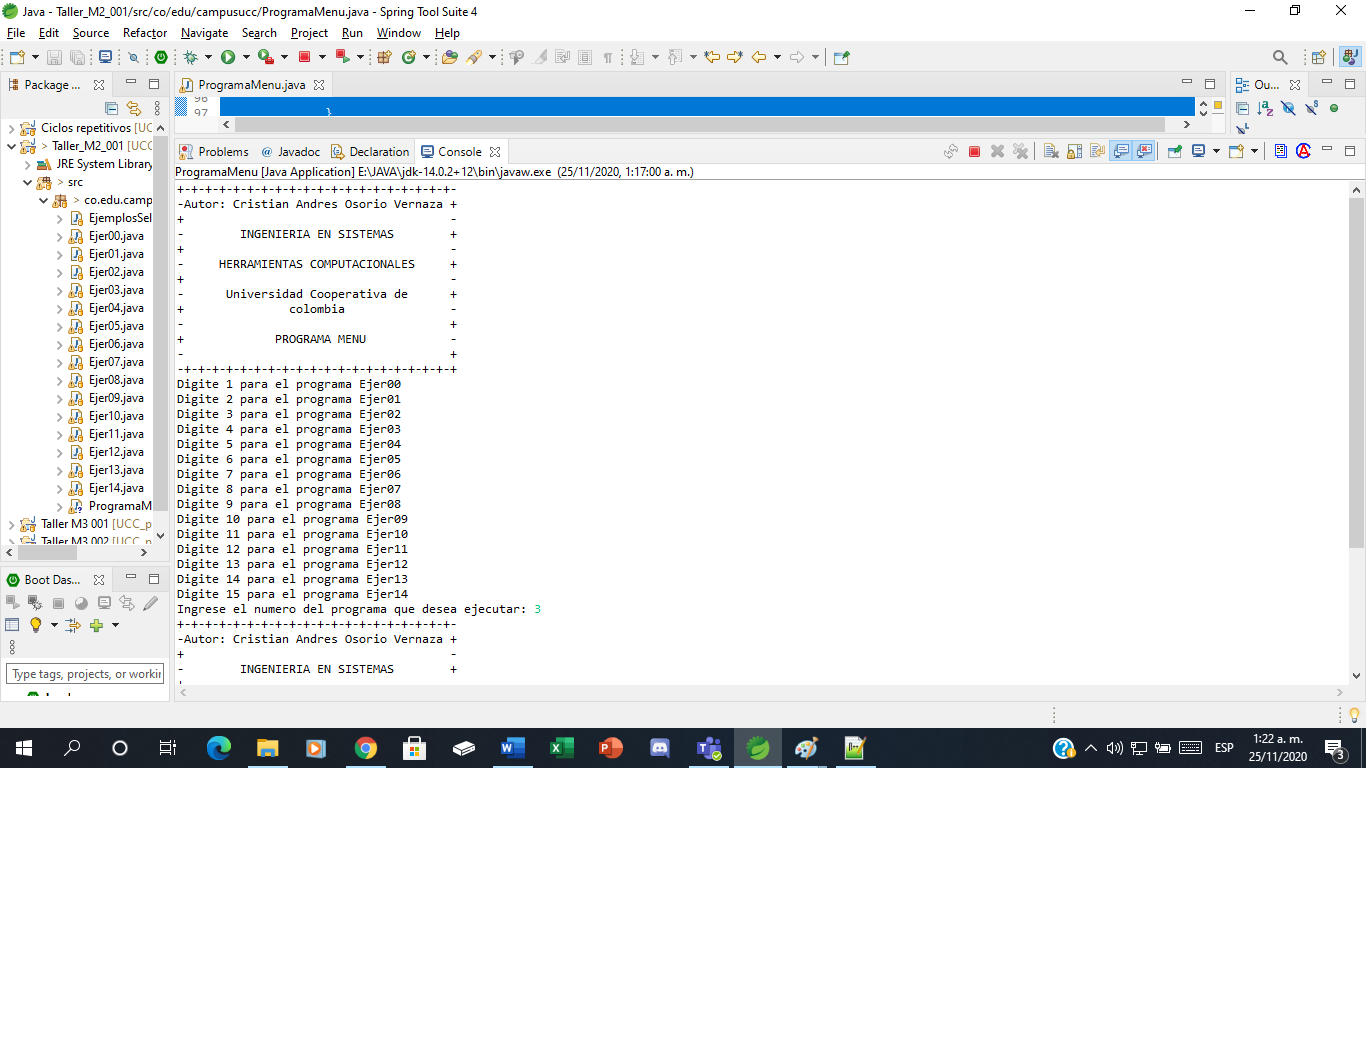 Java - Taller_M2_001/src/co/edu/campusucc/ProgramaMenu.java - Spring Tool Suite 4
File Edit Source Refactor Navigate Search Project Run Window Help
Package ...
ProgramaMenu.java
Ou...
96
97 }
Ciclos repetitivos [UC
> Taller_M2_001 [UCC
JRE System Library
> src
> co.edu.camp
EjemplosSel
Ejer00.java
Ejer01.java
Ejer02.java
Ejer03.java
Ejer04.java
Ejer05.java
Ejer06.java
Ejer07.java
Ejer08.java
Ejer09.java
Ejer10.java
Ejer11.java
Ejer12.java
Ejer13.java
Ejer14.java
ProgramaM
Taller M3 001 [UCC_p
Taller M3 002 [UCC_p
Problems @ Javadoc Declaration Console
ProgramaMenu [Java Application] E:\JAVA\jdk-14.0.2+12\bin\javaw.exe (25/11/2020, 1:17:00 a. m.)
+-+-+-+-+-+-+-+-+-+-+-+-+-+-+-+-+-+-+-+-
-Autor: Cristian Andres Osorio Vernaza +
+ -
- INGENIERIA EN SISTEMAS +
+ -
- HERRAMIENTAS COMPUTACIONALES +
+ -
- Universidad Cooperativa de +
+ colombia -
- +
+ PROGRAMA MENU -
- +
-+-+-+-+-+-+-+-+-+-+-+-+-+-+-+-+-+-+-+-+
Digite 1 para el programa Ejer00
Digite 2 para el programa Ejer01
Digite 3 para el programa Ejer02
Digite 4 para el programa Ejer03
Digite 5 para el programa Ejer04
Digite 6 para el programa Ejer05
Digite 7 para el programa Ejer06
Digite 8 para el programa Ejer07
Digite 9 para el programa Ejer08
Digite 10 para el programa Ejer09
Digite 11 para el programa Ejer10
Digite 12 para el programa Ejer11
Digite 13 para el programa Ejer12
Digite 14 para el programa Ejer13
Digite 15 para el programa Ejer14
Ingrese el numero del programa que desea ejecutar: 3
+-+-+-+-+-+-+-+-+-+-+-+-+-+-+-+-+-+-+-+-
-Autor: Cristian Andres Osorio Vernaza +
+ -
- INGENIERIA EN SISTEMAS +
Boot Das...
Type tags, projects, or workin
ESP
1:22 a. m.
25/11/2020
3